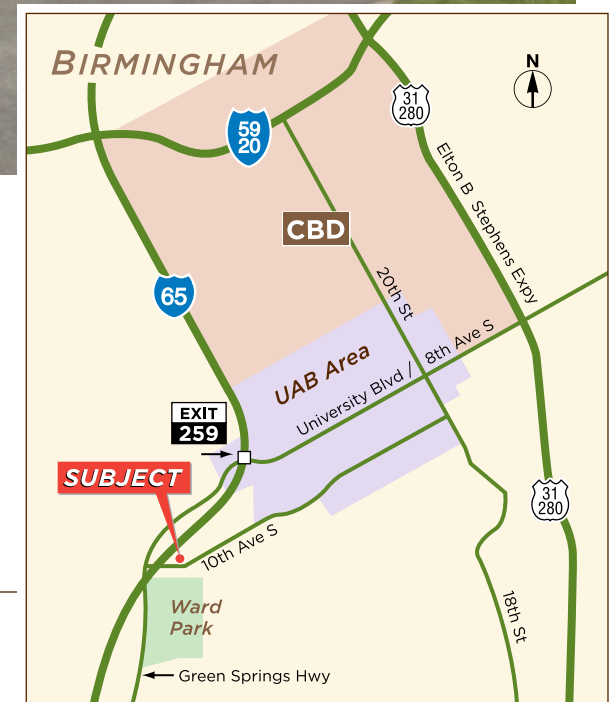 BIRMINGHAM
N
31
280
59
20
Elton B Stephens Expy
CBD
65
20th St
UAB Area
University Blvd / 8th Ave S
EXIT
259
SUBJECT
31
280
10th Ave S
18th St
Ward
Park
Green Springs Hwy